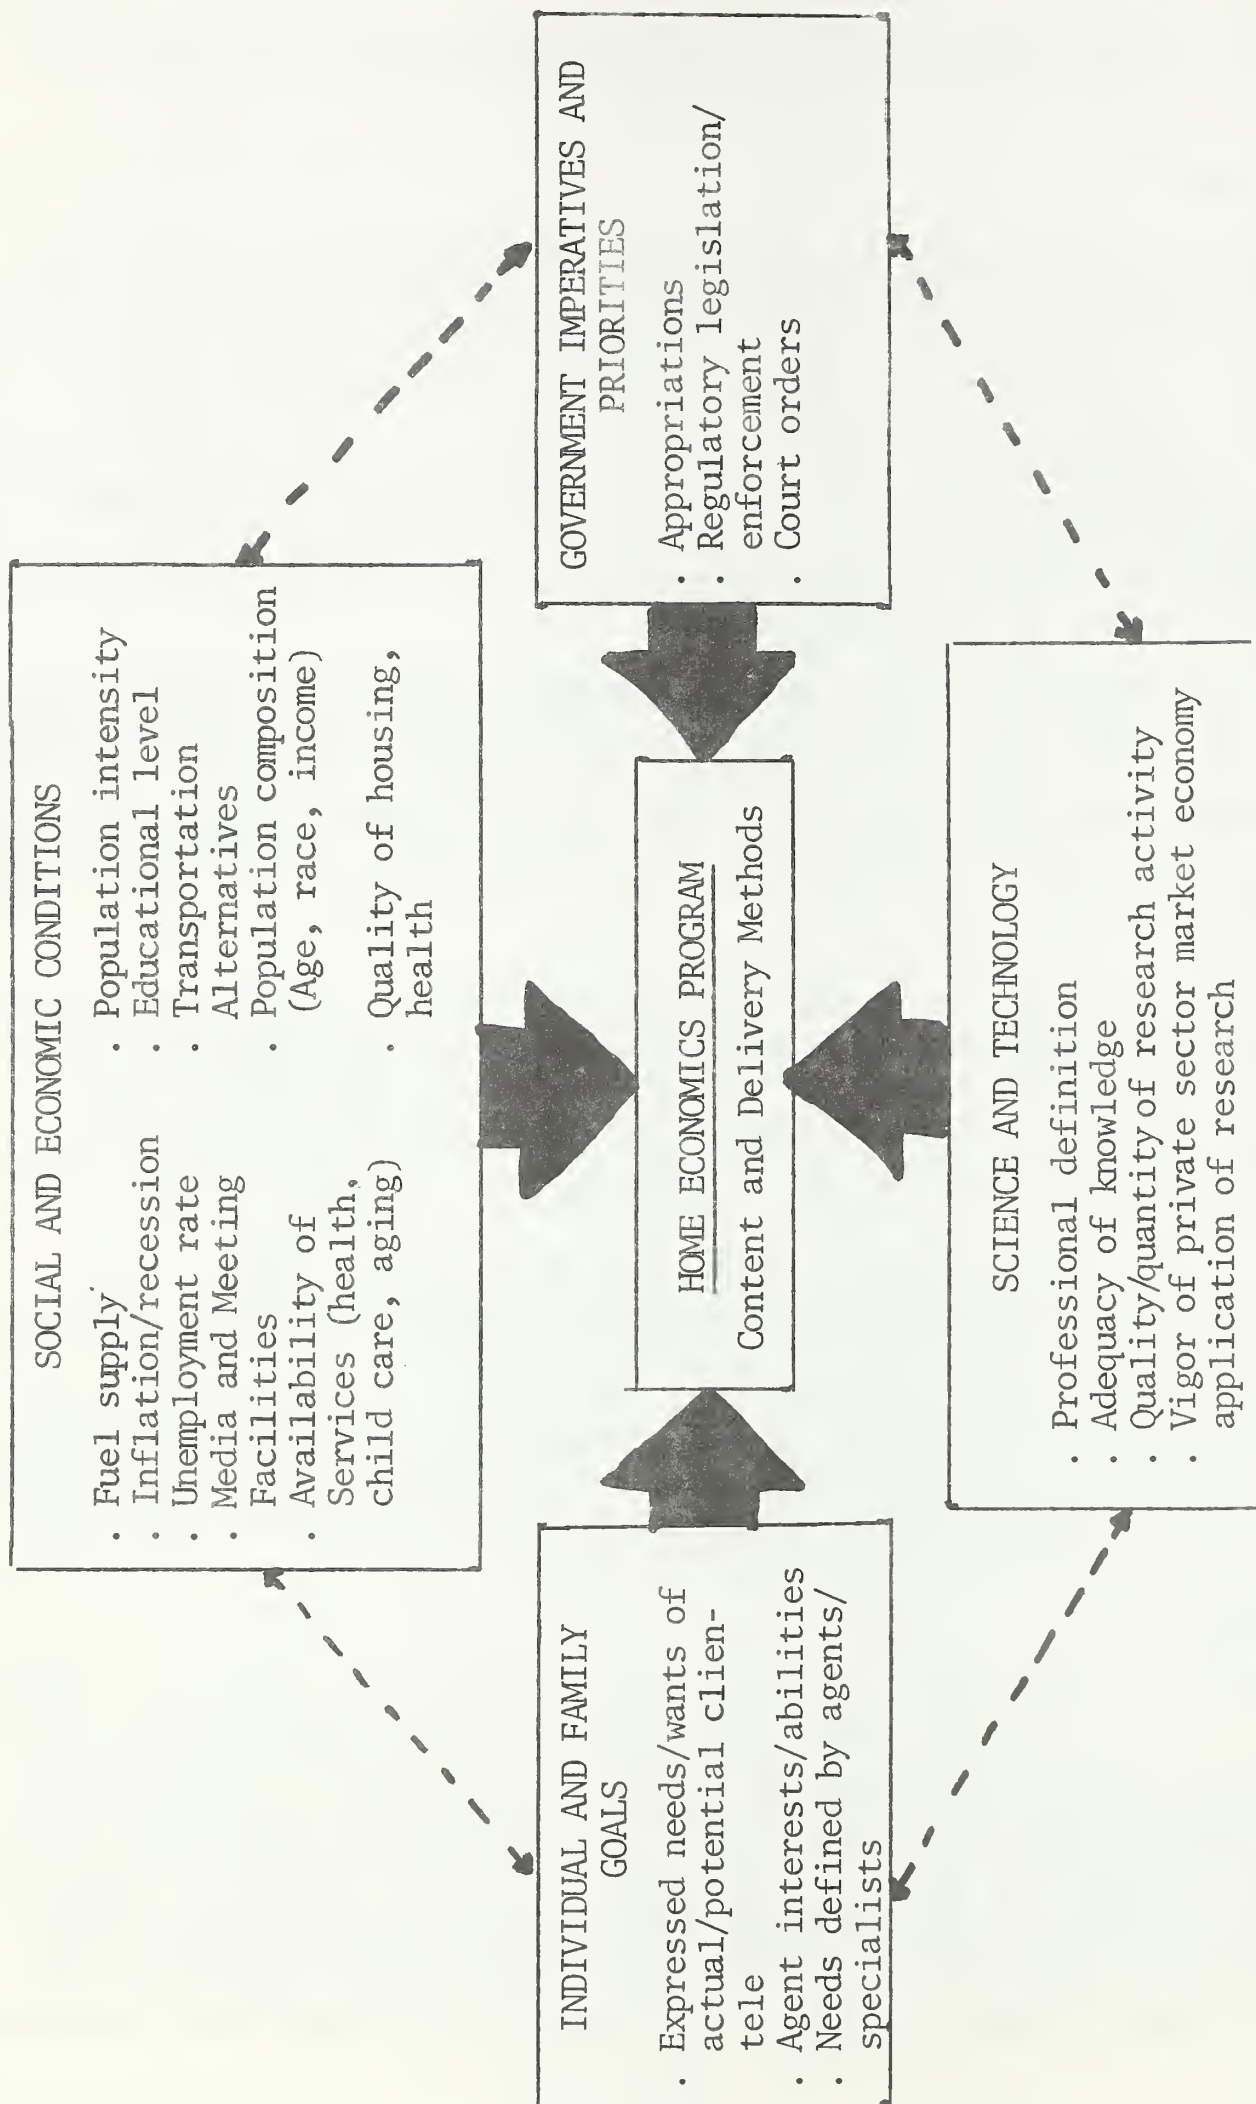 SOCIAL AND ECONOMIC CONDITIONS
. Fuel supply
. Inflation/recession
. Unemployment rate
. Media and Meeting
Facilities
. Availability of
Services (health,
child care, aging)
. Population intensity
. Educational level
. Transportation
Alternatives
. Population composition
(Age, race, income)
. Quality of housing,
health
INDIVIDUAL AND FAMILY
GOALS
. Expressed needs/wants of
actual/potential clien-
tele
. Agent interests/abilities
. Needs defined by agents/
specialists
HOME ECONOMICS PROGRAM
Content and Delivery Methods
GOVERNMENT IMPERATIVES AND
PRIORITIES
. Appropriations
. Regulatory legislation/
enforcement
. Court orders
SCIENCE AND TECHNOLOGY
. Professional definition
. Adequacy of knowledge
. Quality/quantity of research activity
. Vigor of private sector market economy
application of research